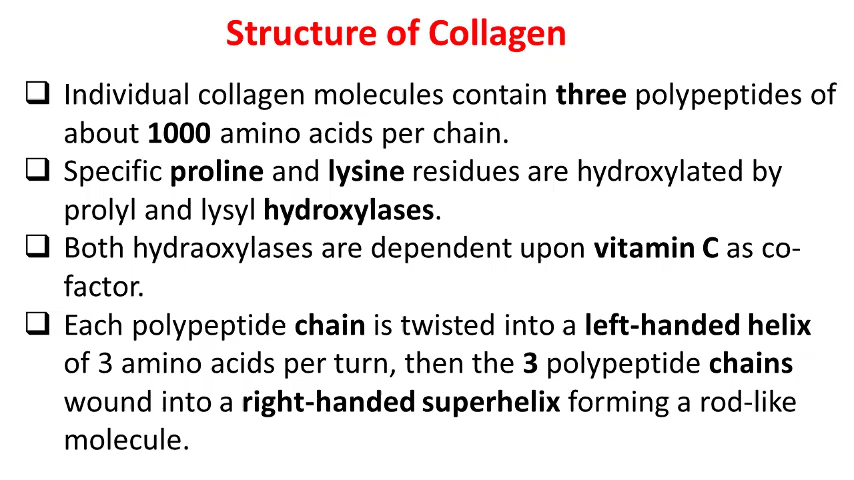 Structure of Collagen
❑ Individual collagen molecules contain three polypeptides of
about 1000 amino acids per chain.
❑ Specific proline and lysine residues are hydroxylated by
prolyl and lysyl hydroxylases.
❑ Both hydraoxylases are dependent upon vitamin C as co-
factor.
❑ Each polypeptide chain is twisted into a left-handed helix
of 3 amino acids per turn, then the 3 polypeptide chains
wound into a right-handed superhelix forming a rod-like
molecule.